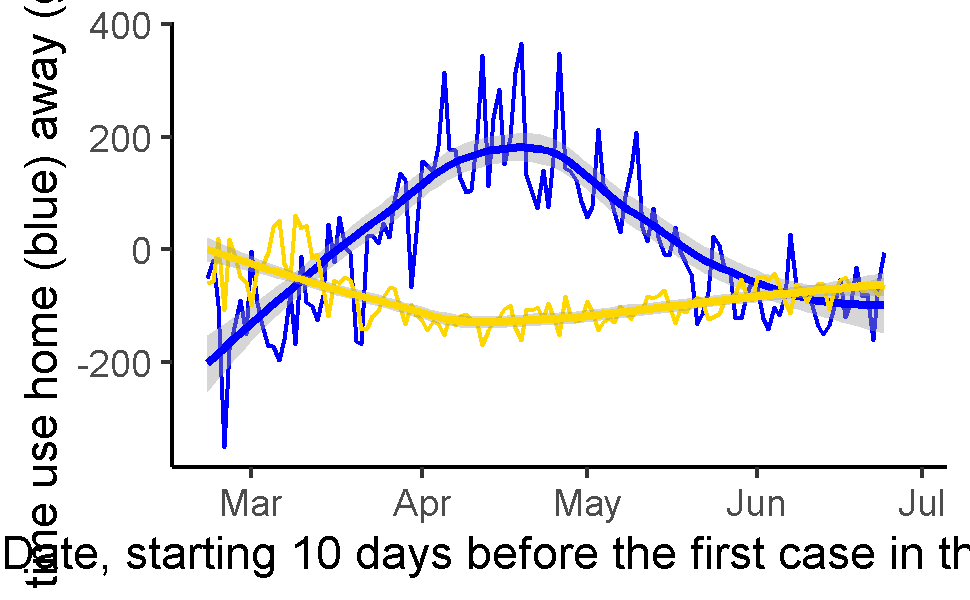 400
200
0
-200
time use home (blue) away (
Mar Apr May Jun Jul
Date, starting 10 days before the first case in th